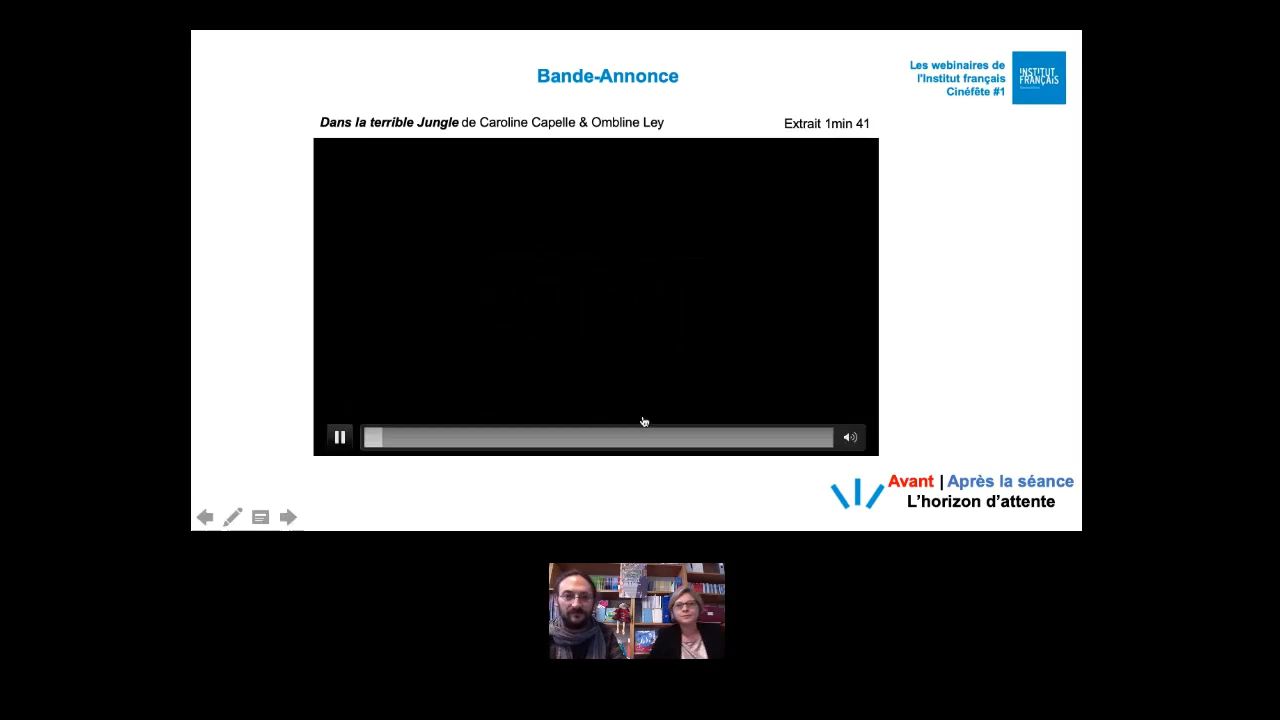 Bande-Annonce
Les webinaires de
l'Institut français
Cinéfête #1
INSTITUT
FRANÇAIS
Dans la terrible Jungle de Caroline Capelle & Ombline Ley
Extrait 1min 41
Avant | Après la séance
L'horizon d'attente